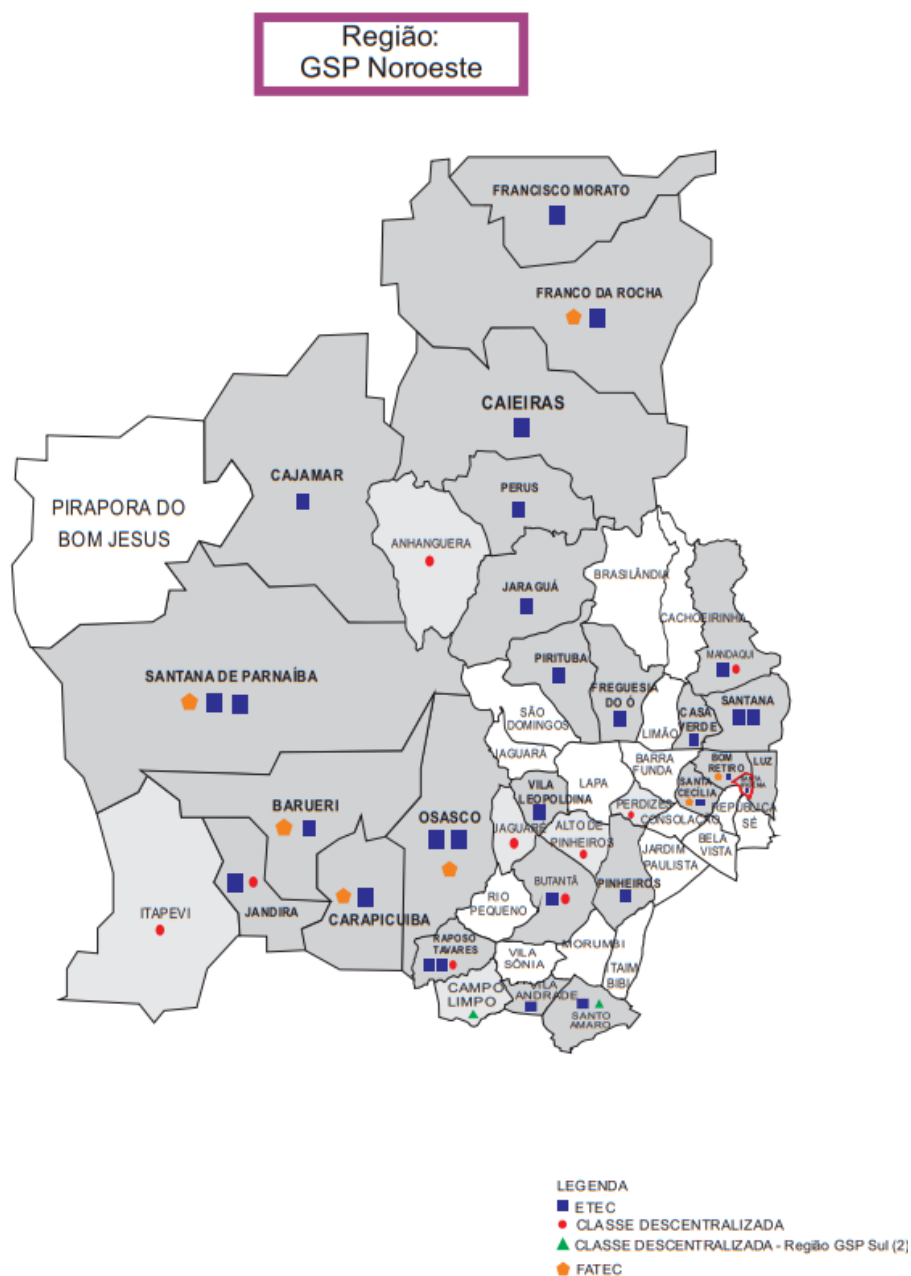 Região:
GSP Noroeste
FRANCISCO MORATO
FRANCO DA ROCHA
CAIEIRAS
CAJAMAR
PERUS
PIRAPORA DO
BOM JESUS
ANHANGUERA
BRASILÂNDIA
JARAGUÁ
CACHOEIRINHA
MANDAQUI
PIRITUBA
SANTANA DE PARNAÍBA
FREGUESIA
DO Ó
SANTANA
CASA
VERDE
SÃO
DOMINGOS
LIMÃO
JAGUARÁ
BARRA
FUNDA
BOM
RETIRO
LUZ
LAPA
SANTA
CECÍLIA
VILA
LEOPOLDINA
SANTA
PERDIZES
REPÚBLICA
BARUERI
OSASCO
CONSOLAÇÃO
SÉ
JAGUARÉ
ALTO DE
PINHEIROS
BELA
VISTA
JARDIM
PAULISTA
BUTANTÃ
PINHEIROS
RIO
PEQUENO
ITAPEVI
JANDIRA
CARAPICUIBA
RAPOSO
TAVARES
MORUMBI
VILA
SÔNIA
ITAIM
BIBI
CAMPO
LIMPO
VILA
ANDRADE
SANTO
AMARO
LEGENDA
ETEC
CLASSE DESCENTRALIZADA
CLASSE DESCENTRALIZADA - Região GSP Sul (2)
FATEC